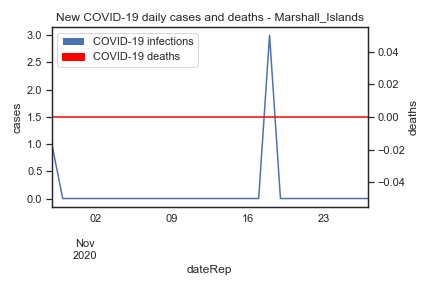 New COVID-19 daily cases and deaths - Marshall_Islands
COVID-19 infections
COVID-19 deaths
3.0
2.5
2.0
1.5
1.0
0.5
0.0
cases
0.04
0.02
0.00
−0.02
−0.04
deaths
02 09 16 23
Nov
2020
dateRep